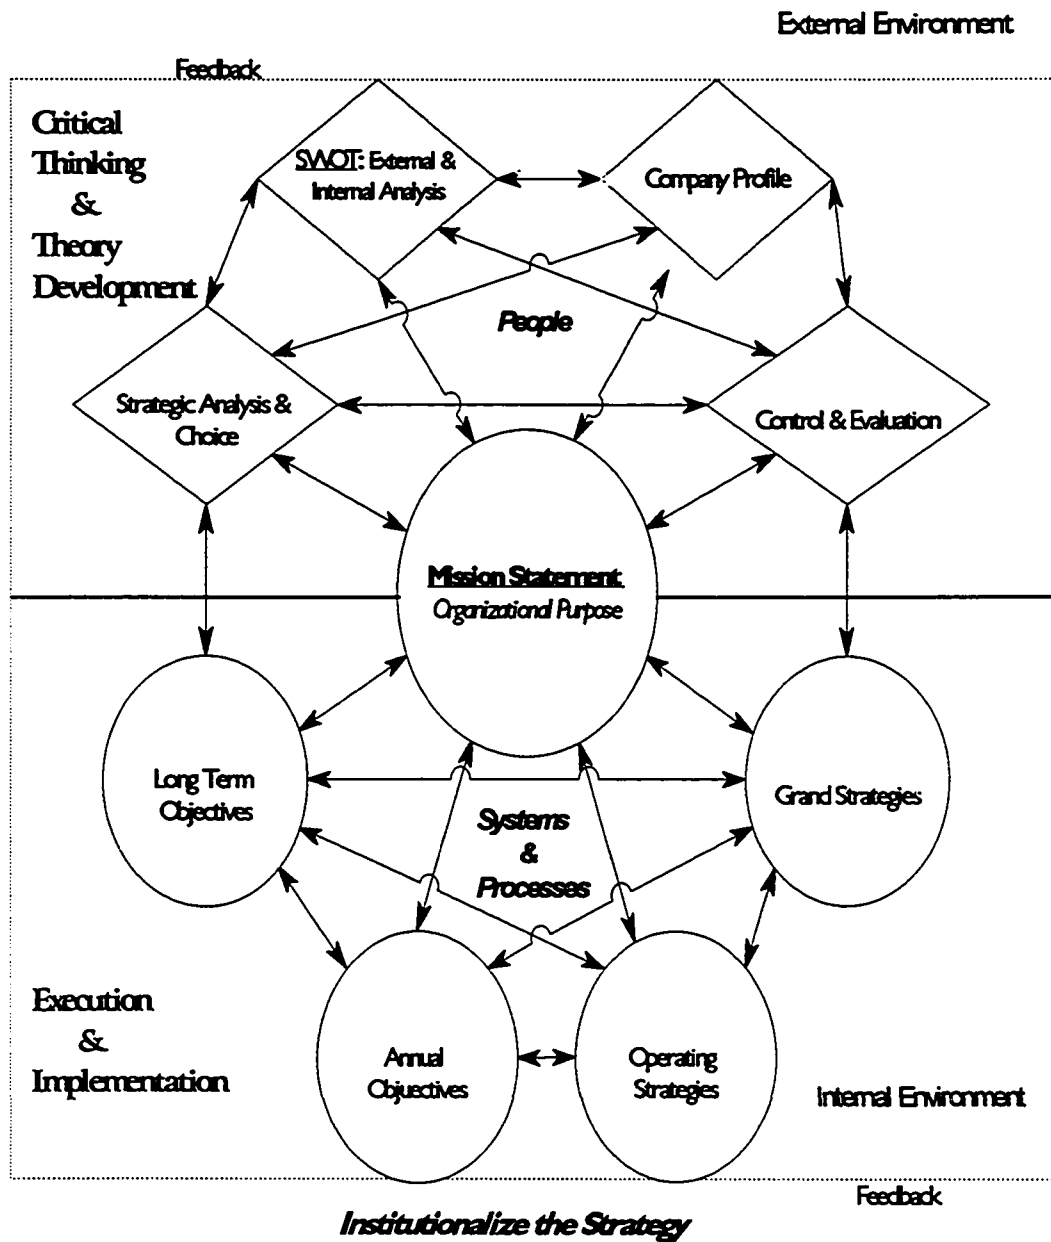 External Environment
Feedback
Critical
Thinking
&
Theory
Development
SWOT: External &
Internal Analysis
Company Profile
People
Strategic Analysis &
Choice
Control & Evaluation
Mission Statement:
Organizational Purpose
Long Term
Objectives
Grand Strategies
Systems
&
Processes
Execution
&
Implementation
Annual
Objuectives
Operating
Strategies
Internal Environment
Feedback
Institutionalize the Strategy